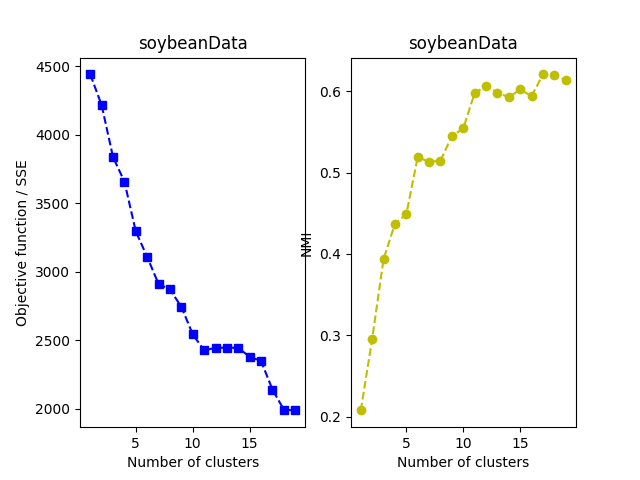 soybeanData
4500
4000
3500
3000
2500
2000
Objective function / SSE
5
10
15
Number of clusters
soybeanData
0.6
0.5
0.4
0.3
0.2
NMI
5
10
15
Number of clusters